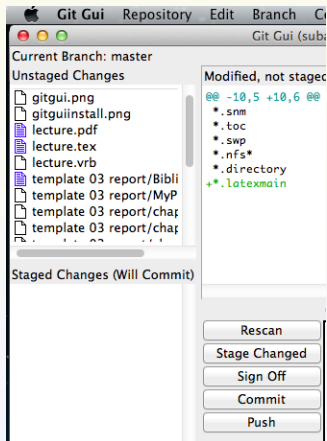 Git Gui Repository Edit Branch
Git Gui (suba
Current Branch: master
Unstaged Changes
gitgui.png
gitguiinstall.png
lecture.pdf
lecture.tex
lecture.vrb
template 03 report/Bibli
template 03 report/MyP
template 03 report/chap
template 03 report/chap
Staged Changes (Will Commit)
Modified, not staged
@@ -10,5 +10,6 @@
*.snm
*.toc
*.swp
*.nfs*
*.directory
+*.latexmain
Rescan
Stage Changed
Sign Off
Commit
Push